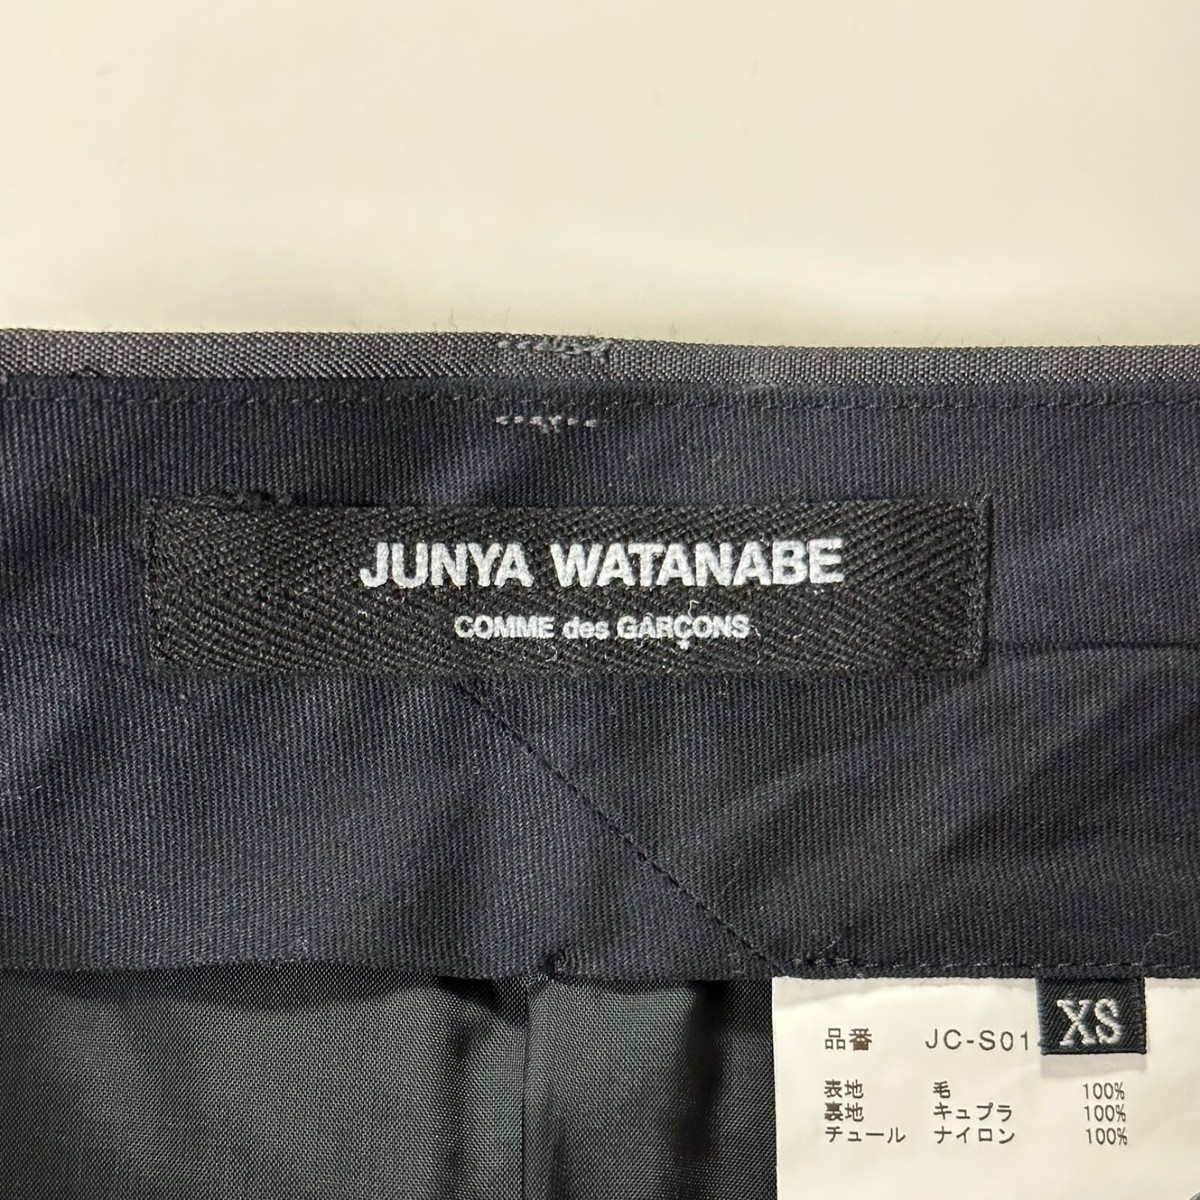 JUNYA WATANABE
COMME des GARÇONS
XS
品番 JC-S01
表地 毛 100%
裏地 キュプラ 100%
チュール ナイロン 100%